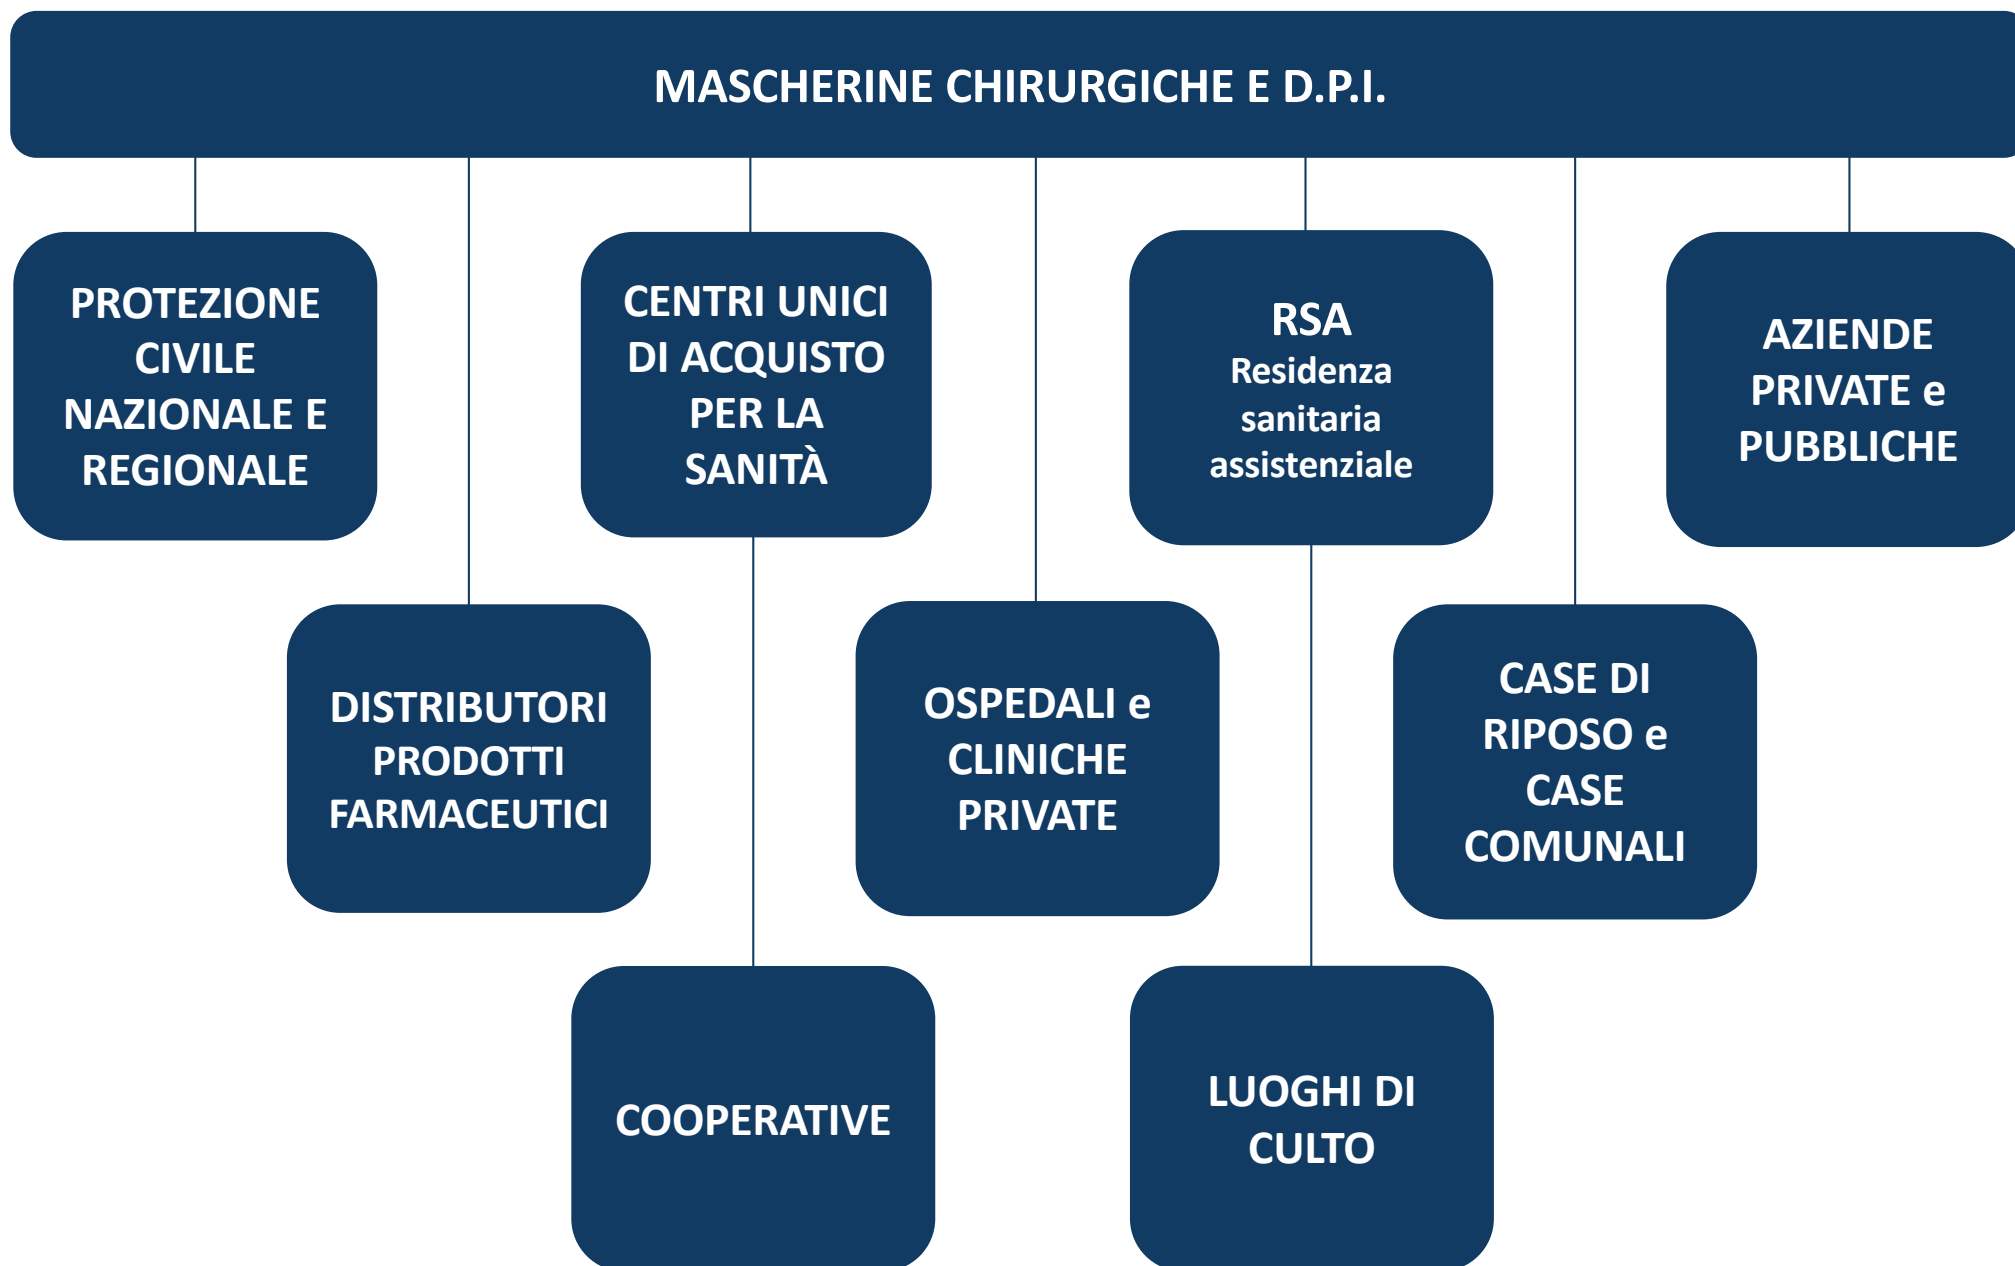 MASCHERINE CHIRURGICHE E D.P.I.
PROTEZIONE
CIVILE
NAZIONALE E
REGIONALE
CENTRI UNICI
DI ACQUISTO
PER LA
SANITÀ
RSA
Residenza
sanitaria
assistenziale
AZIENDE
PRIVATE e
PUBBLICHE
DISTRIBUTORI
PRODOTTI
FARMACEUTICI
OSPEDALI e
CLINICHE
PRIVATE
CASE DI
RIPOSO e
CASE
COMUNALI
COOPERATIVE
LUOGHI DI
CULTO